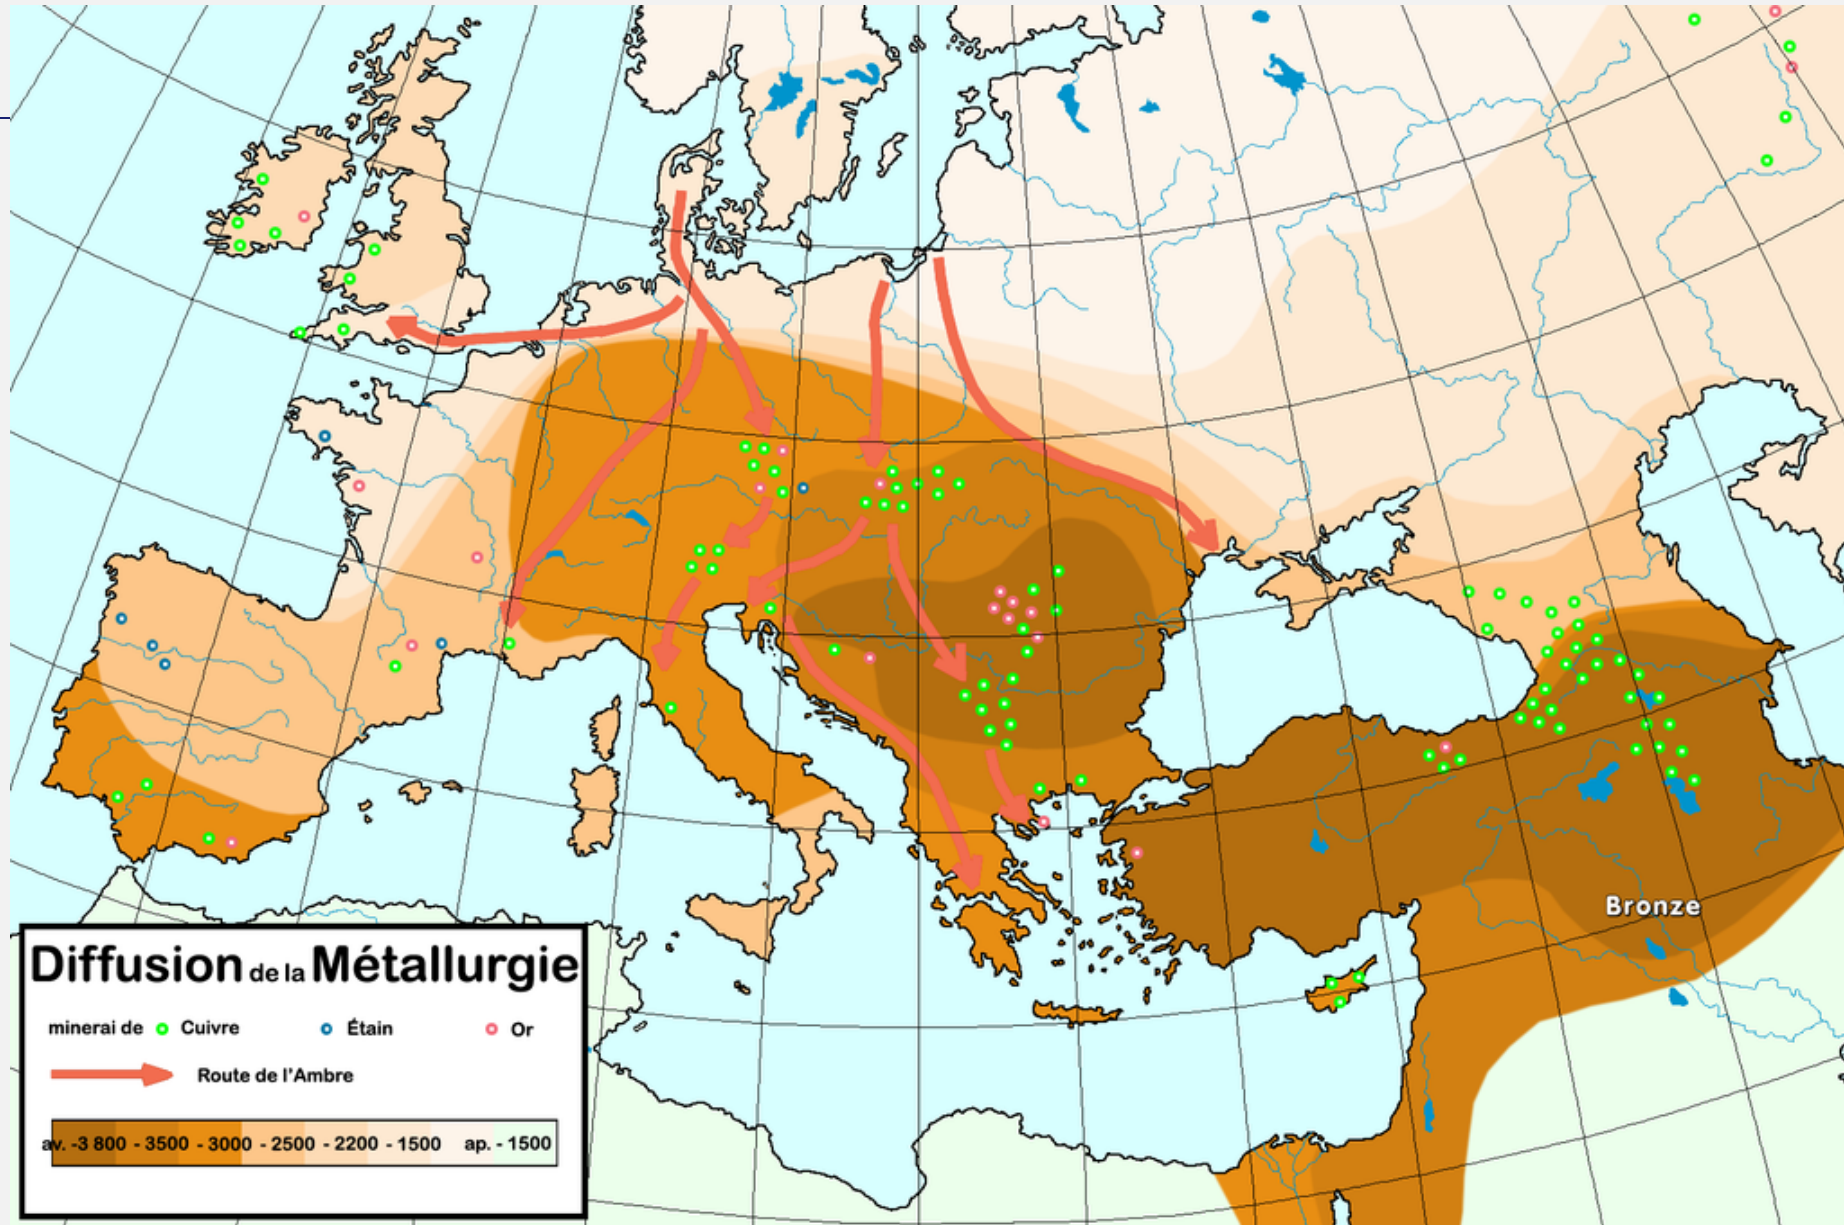 Bronze
Diffusion de la Métallurgie
minerai de Cuivre Étain Or
Route de l'Ambre
av. -3 800 - 3500 - 3000 - 2500 - 2200 - 1500 ap. - 1500